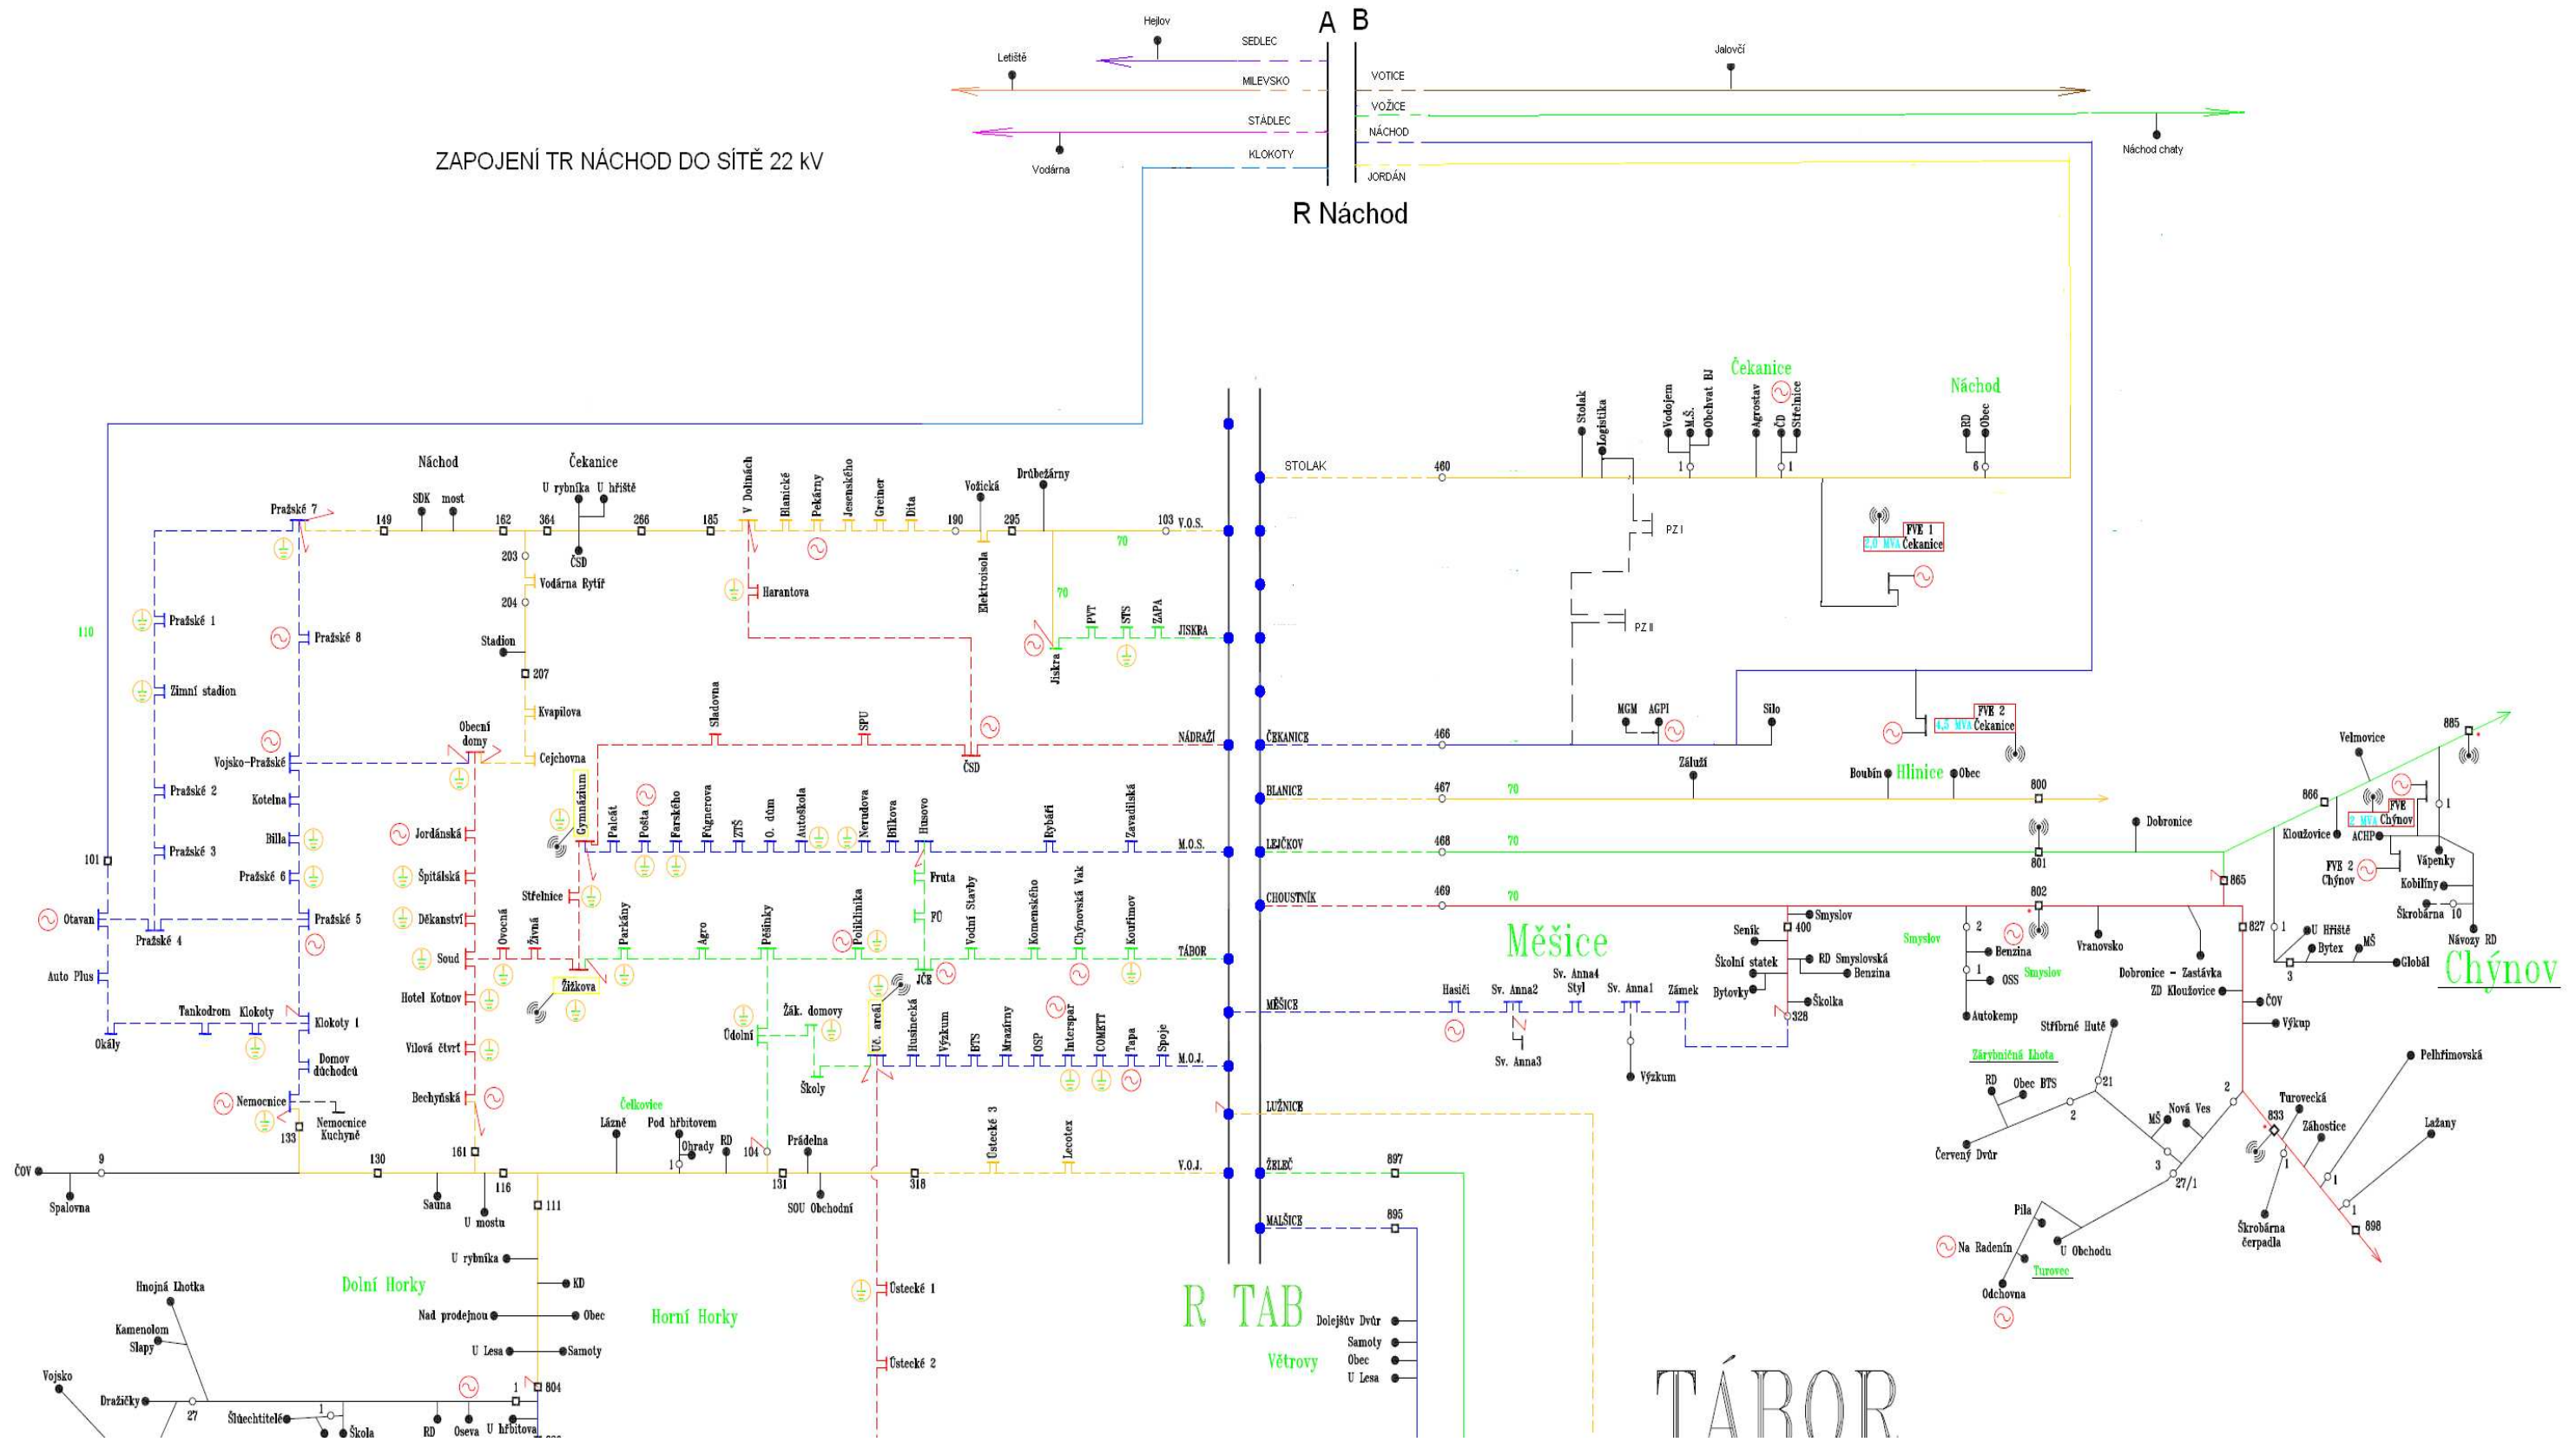 A B
Hejlov
SEDLEC
Letiště
MILEVSKO
Jalovčí
VOTICE
VOŽICE
STÁDLEC
NÁCHOD
Náchod chaty
Vodárna
KLOKOTY
JORDÁN
ZAPOJENÍ TR NÁCHOD DO SÍTĚ 22 kV
R Náchod
Čekanice
Náchod
Stolak
Logistika
Vodojem
M.Š.
Obchvat BJ
Agrostav
ČD
Střelnice
RD
Obec
1
1
6
STOLAK
460
PZ I
PZ II
FVE 1
2,0 MVA Čekanice
Náchod
Čekanice
SDK most
U rybníka U hřiště
ČSD
Pražské 7
149
162
364
266
185
V Dolinách
Blanické
Pekárny
Jesenského
Greiner
Dita
190
Vožická
295
Drůbežárny
103
V.O.S.
70
Elektroisola
203
Vodárna Rytíř
204
Stadion
207
Kvapilova
Cejchovna
Harantova
70
PVT
STS
ZAPA
JISKRA
Jiskra
110
Pražské 1
Pražské 8
Zimní stadion
Vojsko-Pražské
Obecní
domy
Sladovna
SPU
NÁDRAŽÍ
ČSD
Pražské 2
Kotelna
Billa
Jordánská
Pražské 3
Pražské 6
Špitálská
101
Otavan
Pražské 4
Pražské 5
Děkanství
Soud
Ovocná
Živná
Auto Plus
Hotel Kotnov
Tankodrom Klokoty
Klokoty 1
Okály
Vilová čtvrť
Domov
důchodců
Bechyňská
Nemocnice
Nemocnice
Kuchyně
133
Gymnázium
Palcát
Pošta
Farského
Fügnerova
ZTŠ
O. dům
Autoškola
Nerudova
Bílkova
Husovo
Rybáři
Zavadilská
M.O.S.
Střelnice
Fruta
FÚ
Parkány
Agro
Pěšinky
Poliklinika
Vodní Stavby
Komenského
Chýnovská Vak
Kouřimov
TÁBOR
Žižkova
JČE
Údolní
Žák. domovy
Školy
Uč. areál
Husinecká
Výzkum
BTS
Mrazírny
OSP
Interspar
COMETT
Tapa
Spoje
M.O.J.
ČOV
9
Spalovna
130
161
116
Sauna
U mostu
Čelkovice
Lázně
Pod hřbitovem
Ohrady
1
RD
104
131
Prádelna
SOU Obchodní
318
Ústecké 3
Lecotex
V.O.J.
111
U rybníka
KD
Dolní Horky
Nad prodejnou
Obec
Horní Horky
U Lesa
Samoty
Hnojná Lhotka
Kamenolom
Slapy
Vojsko
Dražičky
27
1
804
Šlůechtitelé
1
Škola
RD
Oseva
U hřbitova
Ústecké 1
Ústecké 2
R TAB
ČEKANICE
466
MGM
AGPI
Silo
FVE 2
4,5 MVA Čekanice
BLANICE
467
70
Záluží
Boubín
Hlinice
Obec
800
LEJČKOV
468
70
801
Dobronice
CHOUSTNÍK
469
70
802
865
Velmovice
885
866
FVE
2 MVA Chýnov
1
Kloužovice
ACHP
Vápenky
FVE 2
Chýnov
Kobilíny
Škrobárna 10
Návozy RD
U Hřiště
1
Bytex
MŠ
Globál
3
Chýnov
Měšice
Smyslov
400
Seník
RD Smyslovská
Školní statek
Benzina
Bytovky
Školka
328
Smyslov
2
Benzina
1
OSS
Smyslov
Autokemp
Vranovsko
Dobronice - Zastávka
827
ZD Kloužovice
ČOV
Výkup
MĚŠICE
Hasiči
Sv. Anna2
Sv. Anna4
Styl
Sv. Anna1
Zámek
Sv. Anna3
Výzkum
Stříbrné Hutě
Zárybničná Lhota
RD
Obec BTS
21
2
Červený Dvůr
MŠ
Nová Ves
3
27/1
2
833
Turovecká
Záhostice
Pelhřimovská
Lažany
1
1
1
Škrobárna
čerpadla
898
Pila
Na Radenín
U Obchodu
Turovec
Odchovna
LUŽNICE
ŽELEČ
897
MALŠICE
895
Dolejšův Dvůr
Samoty
Větrovy
Obec
U Lesa
TÁBOR